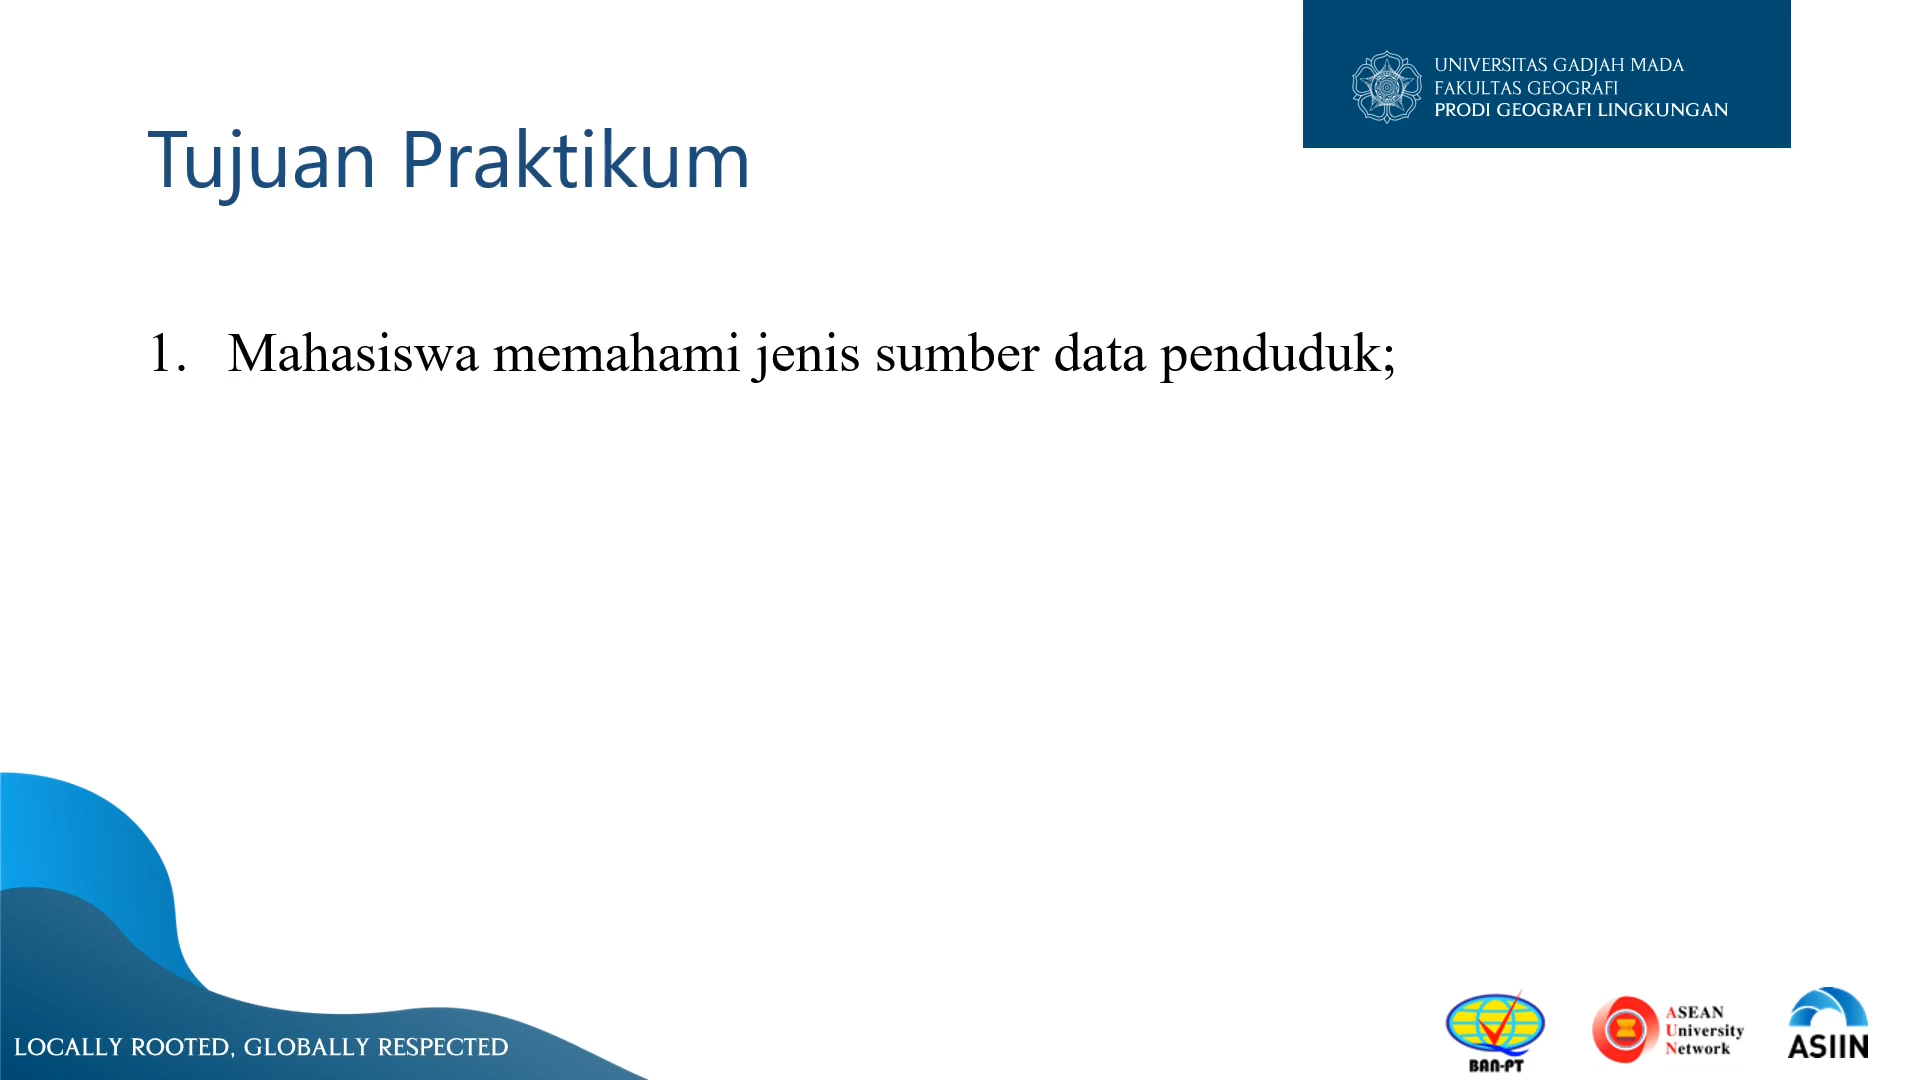 UNIVERSITAS GADJAH MADA
FAKULTAS GEOGRAFI
PRODI GEOGRAFI LINGKUNGAN
Tujuan Praktikum
1. Mahasiswa memahami jenis sumber data penduduk;
LOCALLY ROOTED, GLOBALLY RESPECTED
BAN-PT
ASEAN
University
Network
ASIIN